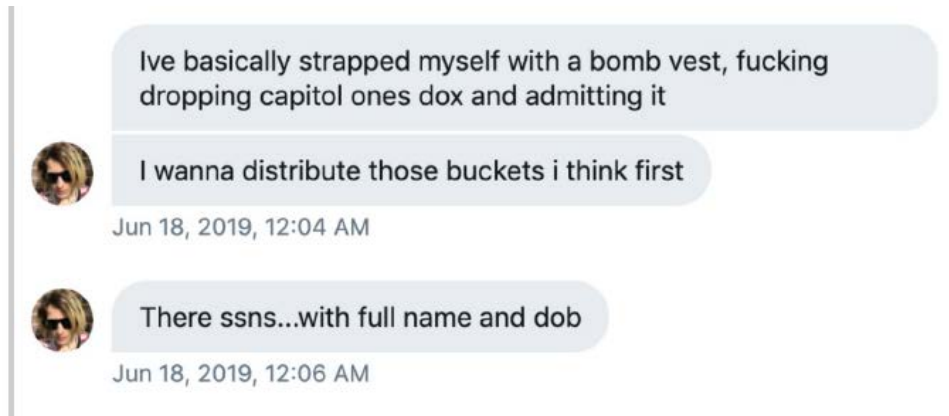 Ive basically strapped myself with a bomb vest, fucking
dropping capitol ones dox and admitting it
I wanna distribute those buckets i think first
Jun 18, 2019, 12:04 AM
There ssns...with full name and dob
Jun 18, 2019, 12:06 AM